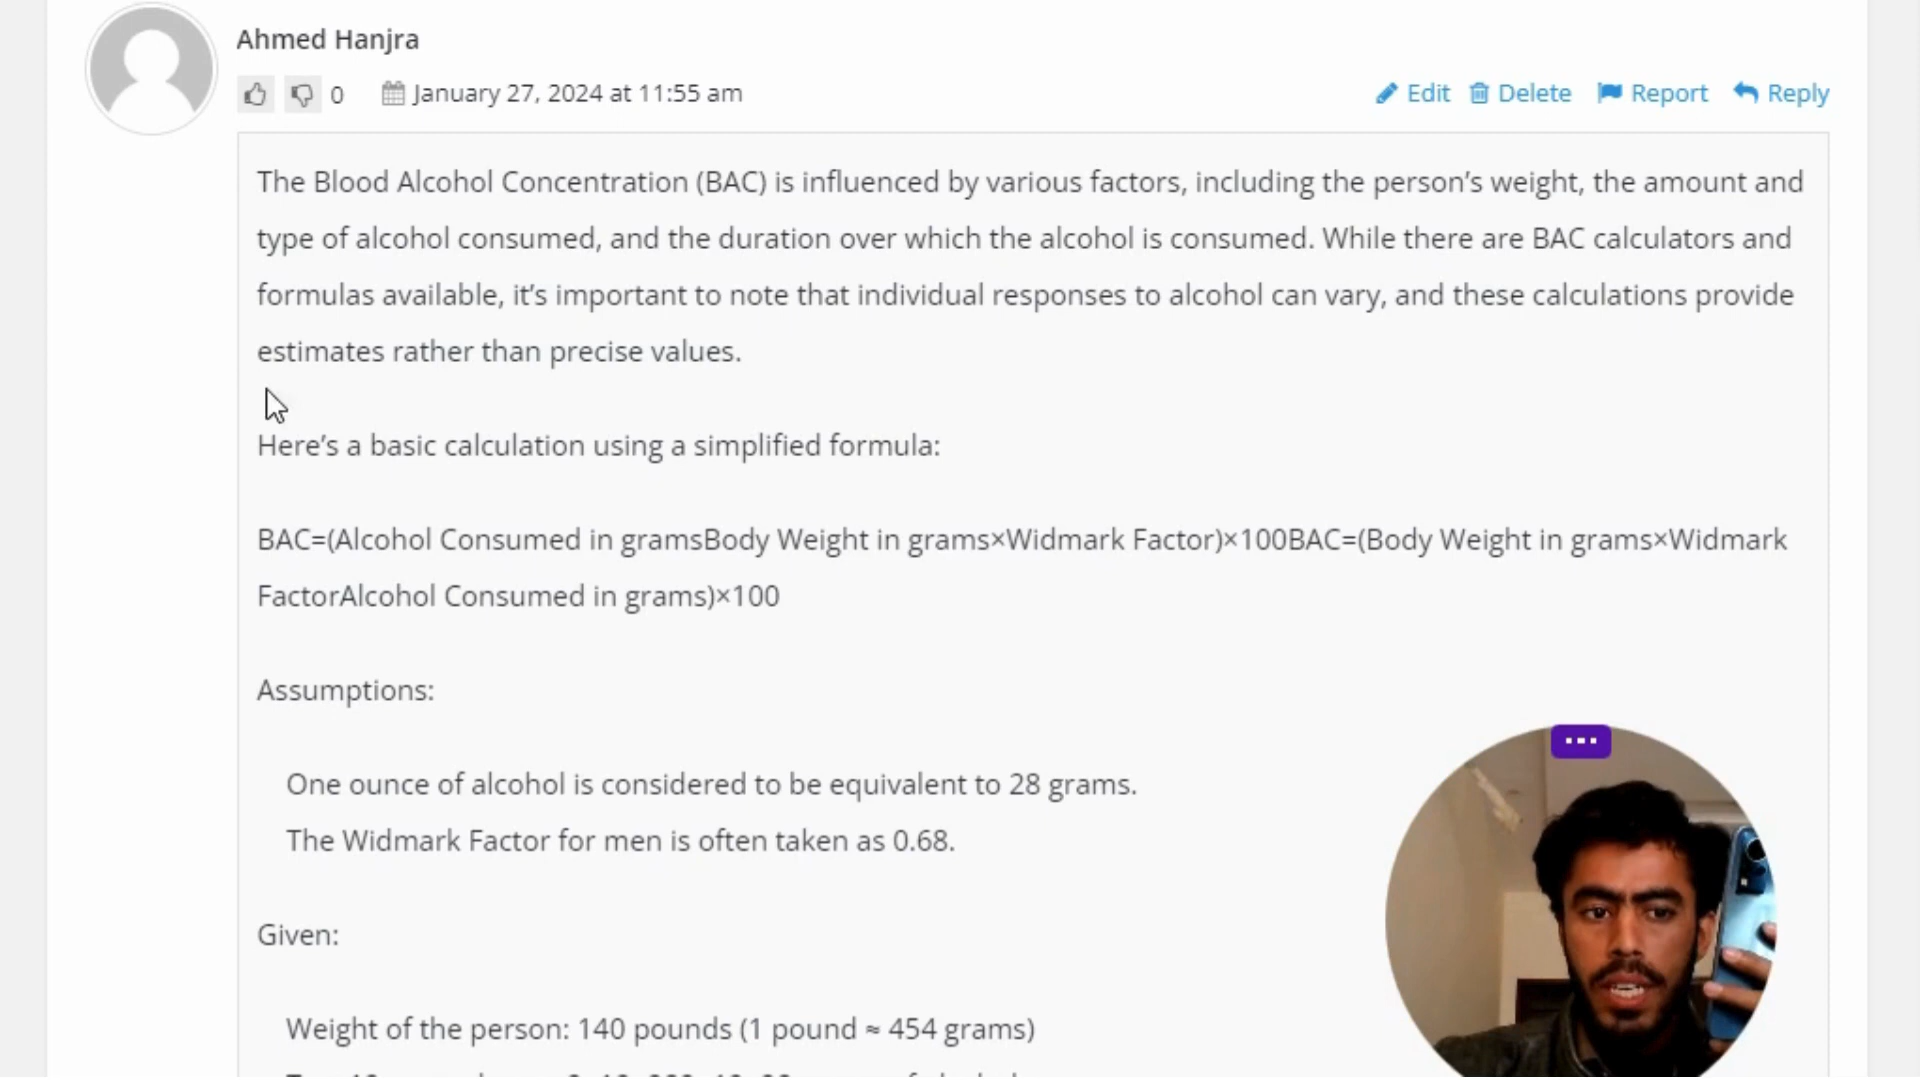 Ahmed Hanjra
0 January 27, 2024 at 11:55 am Edit Delete Report Reply
The Blood Alcohol Concentration (BAC) is influenced by various factors, including the person’s weight, the amount and
type of alcohol consumed, and the duration over which the alcohol is consumed. While there are BAC calculators and
formulas available, it’s important to note that individual responses to alcohol can vary, and these calculations provide
estimates rather than precise values.
Here’s a basic calculation using a simplified formula:
BAC=(Alcohol Consumed in gramsBody Weight in grams×Widmark Factor)×100BAC=(Body Weight in grams×Widmark
FactorAlcohol Consumed in grams)×100
Assumptions:
One ounce of alcohol is considered to be equivalent to 28 grams.
The Widmark Factor for men is often taken as 0.68.
Given:
Weight of the person: 140 pounds (1 pound ≈ 454 grams)